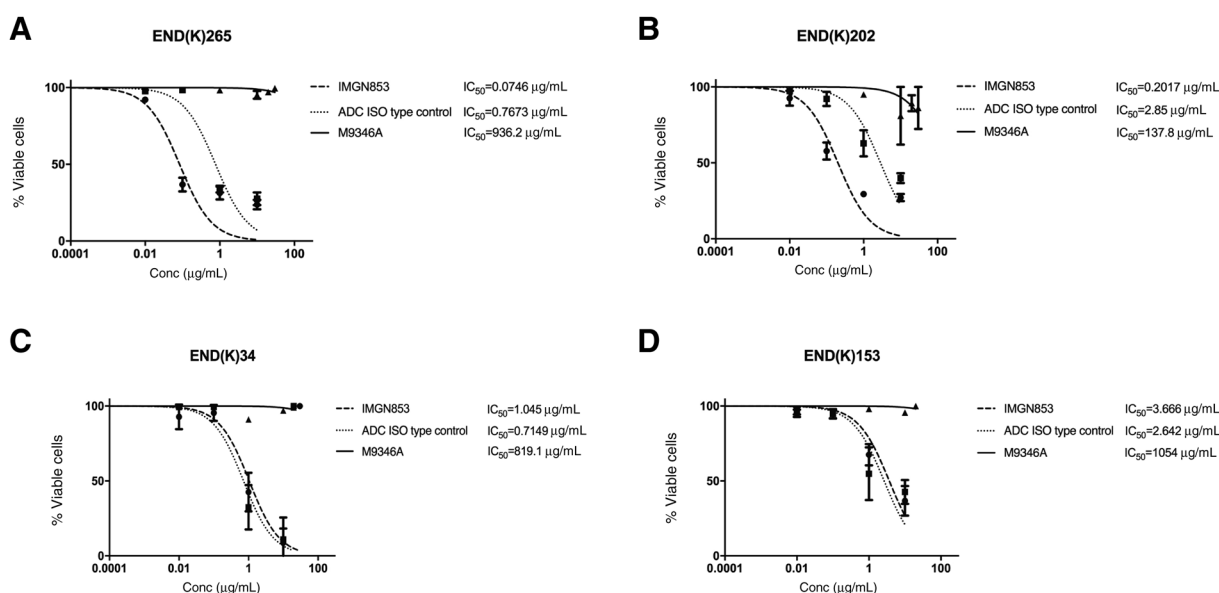 A
END(K)265
% Viable cells
100
50
0
0.0001
0.01
1
100
Conc (μg/mL)
IMGN853 IC50=0.0746 μg/mL
ADC ISO type control IC50=0.7673 μg/mL
M9346A IC50=936.2 μg/mL
B
END(K)202
% Viable cells
100
50
0
0.0001
0.01
1
100
Conc (μg/mL)
IMGN853 IC50=0.2017 μg/mL
ADC ISO type control IC50=2.85 μg/mL
M9346A IC50=137.8 μg/mL
C
END(K)34
% Viable cells
100
50
0
0.0001
0.01
1
100
Conc (μg/mL)
IMGN853 IC50=1.045 μg/mL
ADC ISO type control IC50=0.7149 μg/mL
M9346A IC50=819.1 μg/mL
D
END(K)153
% Viable cells
100
50
0
0.0001
0.01
1
100
Conc (μg/mL)
IMGN853 IC50=3.666 μg/mL
ADC ISO type control IC50=2.642 μg/mL
M9346A IC50=1054 μg/mL